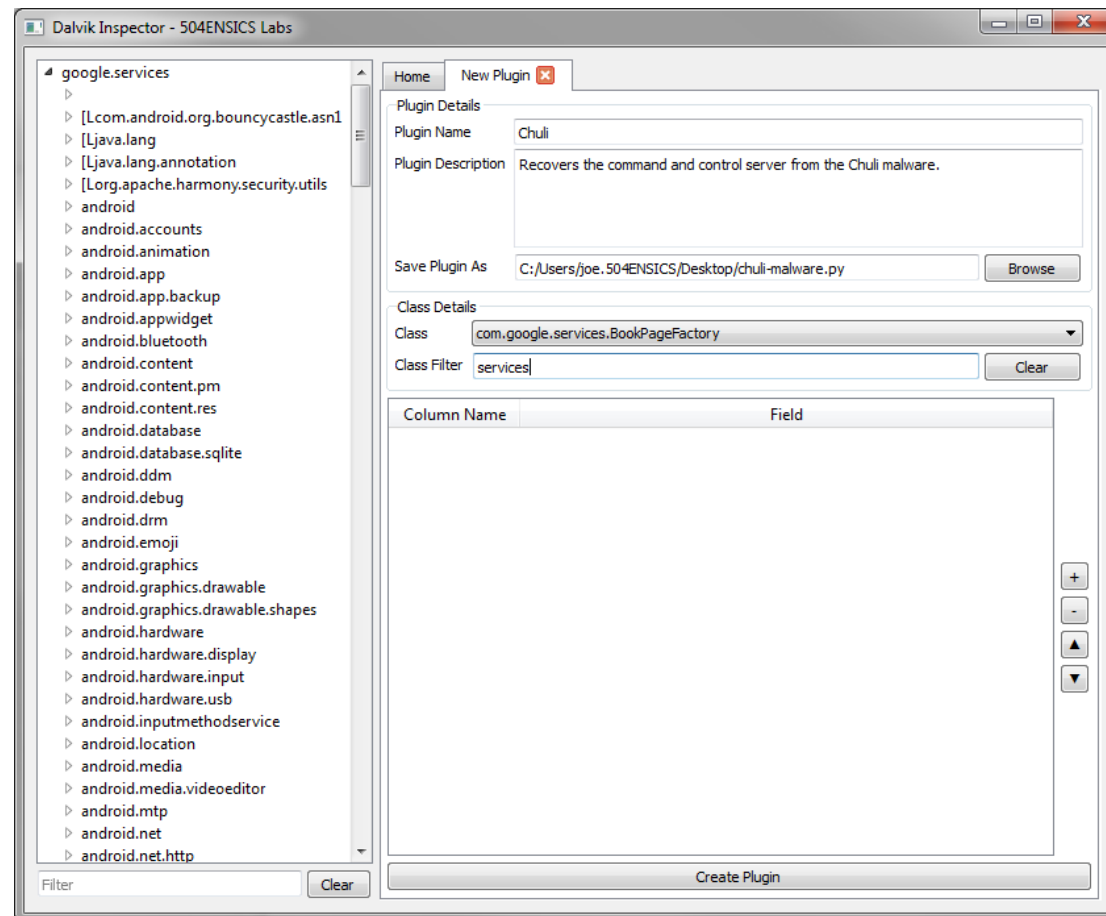 Dalvik Inspector - 504ENSICS Labs
google.services
[Lcom.android.org.bouncycastle.asn1
[Ljava.lang
[Ljava.lang.annotation
[Lorg.apache.harmony.security.utils
android
android.accounts
android.animation
android.app
android.app.backup
android.appwidget
android.bluetooth
android.content
android.content.pm
android.content.res
android.database
android.database.sqlite
android.ddm
android.debug
android.drm
android.emoji
android.graphics
android.graphics.drawable
android.graphics.drawable.shapes
android.hardware
android.hardware.display
android.hardware.input
android.hardware.usb
android.inputmethodservice
android.location
android.media
android.media.videoeditor
android.mtp
android.net
android.net.http
Filter Clear
Home New Plugin
Plugin Details
Plugin Name Chuli
Plugin Description Recovers the command and control server from the Chuli malware.
Save Plugin As C:/Users/joe.504ENSICS/Desktop/chuli-malware.py Browse
Class Details
Class com.google.services.BookPageFactory
Class Filter services Clear
Column Name Field
+
-
Create Plugin